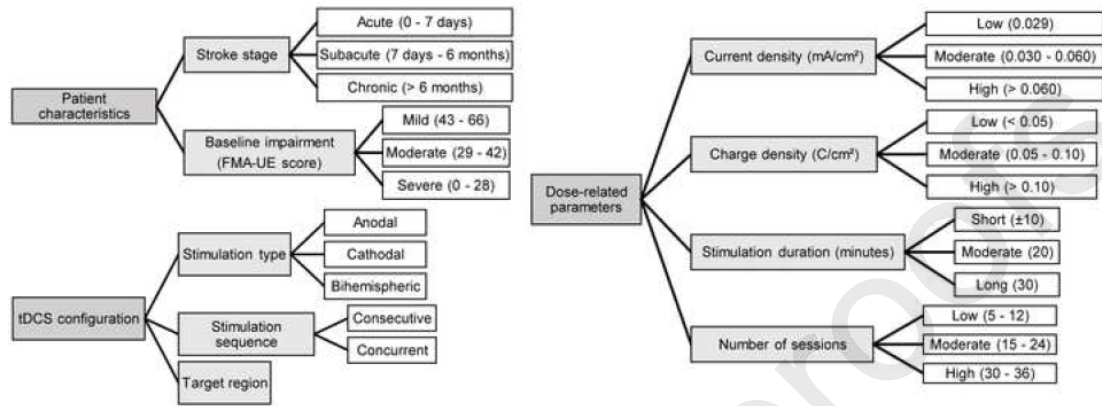 Acute (0 - 7 days)
Stroke stage
Subacute (7 days - 6 months)
Chronic (> 6 months)
Patient
characteristics
Mild (43 - 66)
Baseline impairment
(FMA-UE score)
Moderate (29 - 42)
Severe (0 - 28)
Anodal
Stimulation type
Cathodal
Bihemispheric
tDCS configuration
Consecutive
Stimulation
sequence
Concurrent
Target region
Low (0.029)
Current density (mA/cm²)
Moderate (0.030 - 0.060)
High (> 0.060)
Low (< 0.05)
Charge density (C/cm²)
Moderate (0.05 - 0.10)
High (> 0.10)
Dose-related
parameters
Short (±10)
Stimulation duration (minutes)
Moderate (20)
Long (30)
Low (5 - 12)
Number of sessions
Moderate (15 - 24)
High (30 - 36)